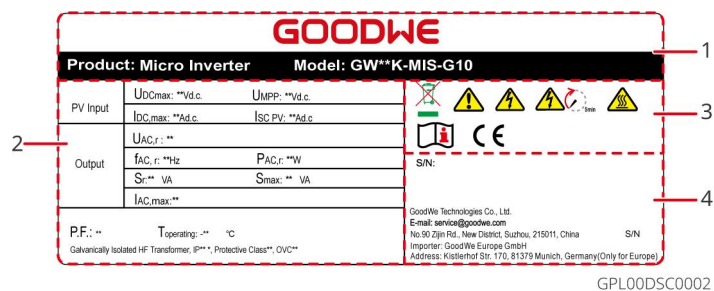 GOODWE
1
Product: Micro Inverter Model: GW**K-MIS-G10
PV Input
UDCmax: **Vd.c. UMPP: **Vd.c.
IDC,max: **Ad.c. ISC PV: **Ad.c
5min
3
2
Output
UAC,r : **
fAC, r: **Hz PAC,r: **W
Sr:** VA Smax: ** VA
IAC,max:**
CE
S/N:
4
P.F.: ** Toperating: -** °C
Galvanically Isolated HF Transformer, IP** *, Protective Class**, OVC**
GoodWe Technologies Co., Ltd.
E-mail: service@goodwe.com
No.90 Zijin Rd., New District, Suzhou, 215011, China S/N
Importer: GoodWe Europe GmbH
Address: Kistlerhof Str. 170, 81379 Munich, Germany(Only for Europe)
GPL00DSC0002